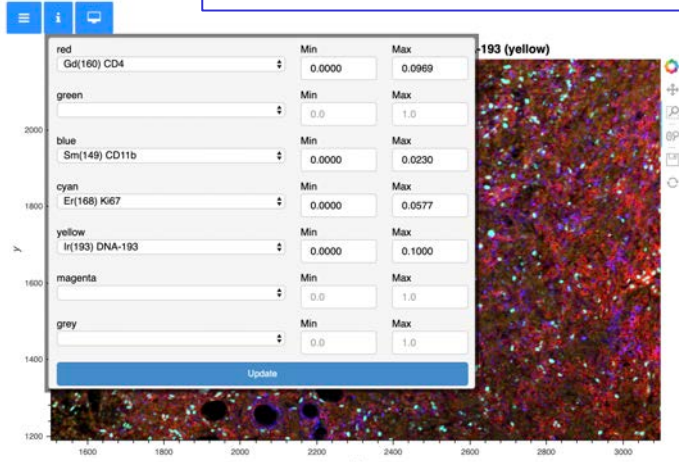 -193 (yellow)
red Min Max
Gd(160) CD4 0.0000 0.0969
green Min Max
0.0 1.0
blue Min Max
Sm(149) CD11b 0.0000 0.0230
cyan Min Max
Er(168) Ki67 0.0000 0.0577
yellow Min Max
Ir(193) DNA-193 0.0000 0.1000
magenta Min Max
0.0 1.0
grey Min Max
0.0 1.0
Update
2000
1800
y
1600
1400
1200
1600 1800 2000 2200 2400 2600 2800 3000